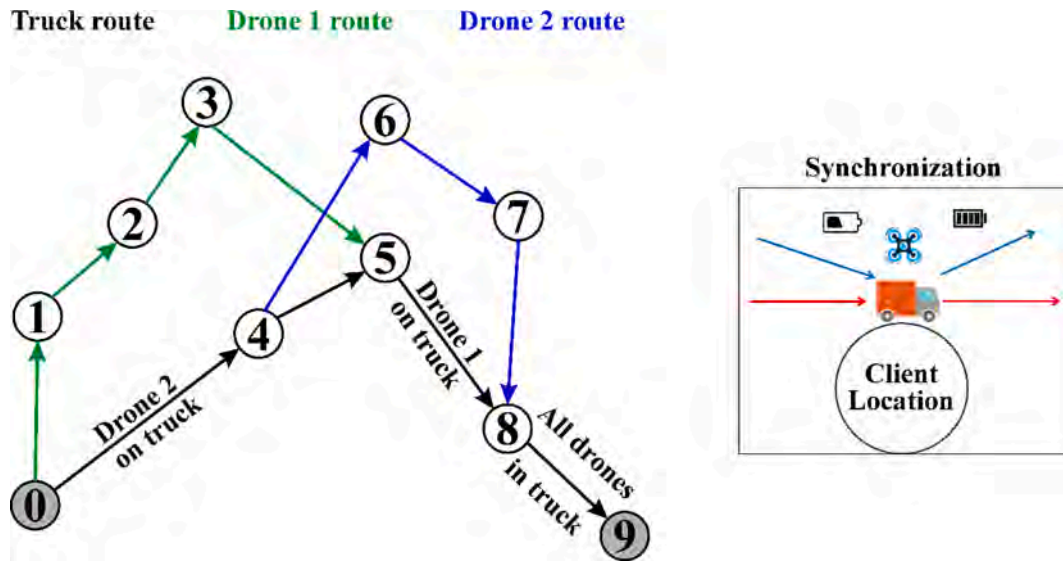 Truck route Drone 1 route Drone 2 route
3
6
2
7
5
1
4
Drone 1
on truck
Drone 2
on truck
8
All drones
in truck
0
9
Synchronization
Client
Location